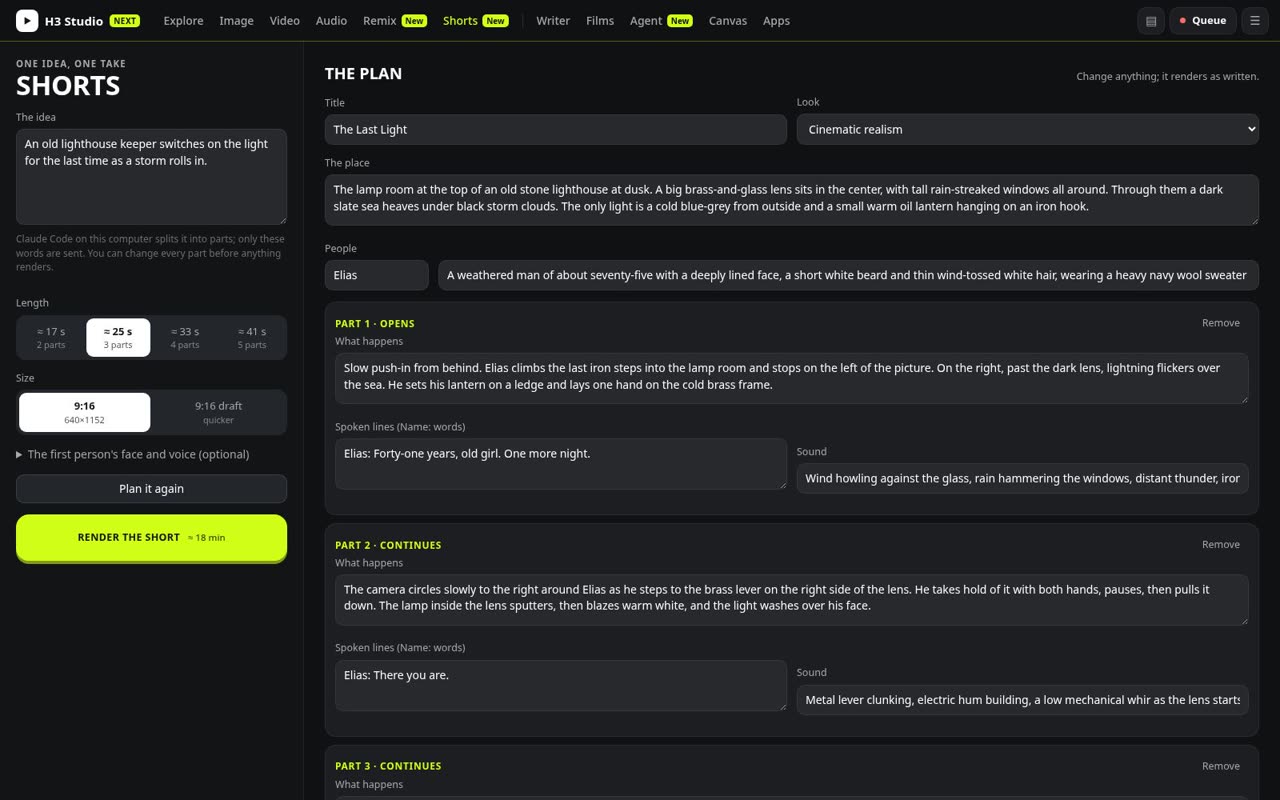 H3 Studio NEXT Explore Image Video Audio Remix New Shorts New Writer Films Agent New Canvas Apps Queue
ONE IDEA, ONE TAKE
SHORTS
The idea
An old lighthouse keeper switches on the light
for the last time as a storm rolls in.
Claude Code on this computer splits it into parts; only these
words are sent. You can change every part before anything
renders.
Length
≈ 17 s ≈ 25 s ≈ 33 s ≈ 41 s
2 parts 3 parts 4 parts 5 parts
Size
9:16 9:16 draft
640×1152 quicker
The first person's face and voice (optional)
Plan it again
RENDER THE SHORT ≈ 18 min
THE PLAN
Change anything; it renders as written.
Title Look
The Last Light Cinematic realism
The place
The lamp room at the top of an old stone lighthouse at dusk. A big brass-and-glass lens sits in the center, with tall rain-streaked windows all around. Through them a dark
slate sea heaves under black storm clouds. The only light is a cold blue-grey from outside and a small warm oil lantern hanging on an iron hook.
People
Elias A weathered man of about seventy-five with a deeply lined face, a short white beard and thin wind-tossed white hair, wearing a heavy navy wool sweater
PART 1 · OPENS Remove
What happens
Slow push-in from behind. Elias climbs the last iron steps into the lamp room and stops on the left of the picture. On the right, past the dark lens, lightning flickers over
the sea. He sets his lantern on a ledge and lays one hand on the cold brass frame.
Spoken lines (Name: words)
Elias: Forty-one years, old girl. One more night.
Sound
Wind howling against the glass, rain hammering the windows, distant thunder, iror
PART 2 · CONTINUES Remove
What happens
The camera circles slowly to the right around Elias as he steps to the brass lever on the right side of the lens. He takes hold of it with both hands, pauses, then pulls it
down. The lamp inside the lens sputters, then blazes warm white, and the light washes over his face.
Spoken lines (Name: words)
Elias: There you are.
Sound
Metal lever clunking, electric hum building, a low mechanical whir as the lens starts
PART 3 · CONTINUES Remove
What happens